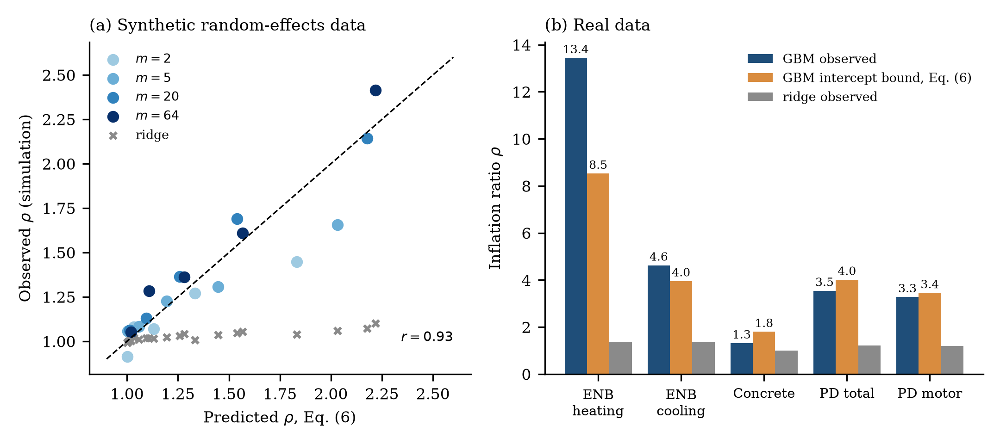 (a) Synthetic random-effects data
m = 2
m = 5
m = 20
m = 64
ridge
r = 0.93
2.50
2.25
2.00
1.75
1.50
1.25
1.00
Observed ρ (simulation)
1.00 1.25 1.50 1.75 2.00 2.25 2.50
Predicted ρ, Eq. (6)
(b) Real data
GBM observed
GBM intercept bound, Eq. (6)
ridge observed
14
12
10
8
6
4
2
0
Inflation ratio ρ
13.4
8.5
4.6
4.0
1.3
1.8
3.5
4.0
3.3
3.4
ENB
heating
ENB
cooling
Concrete
PD total
PD motor